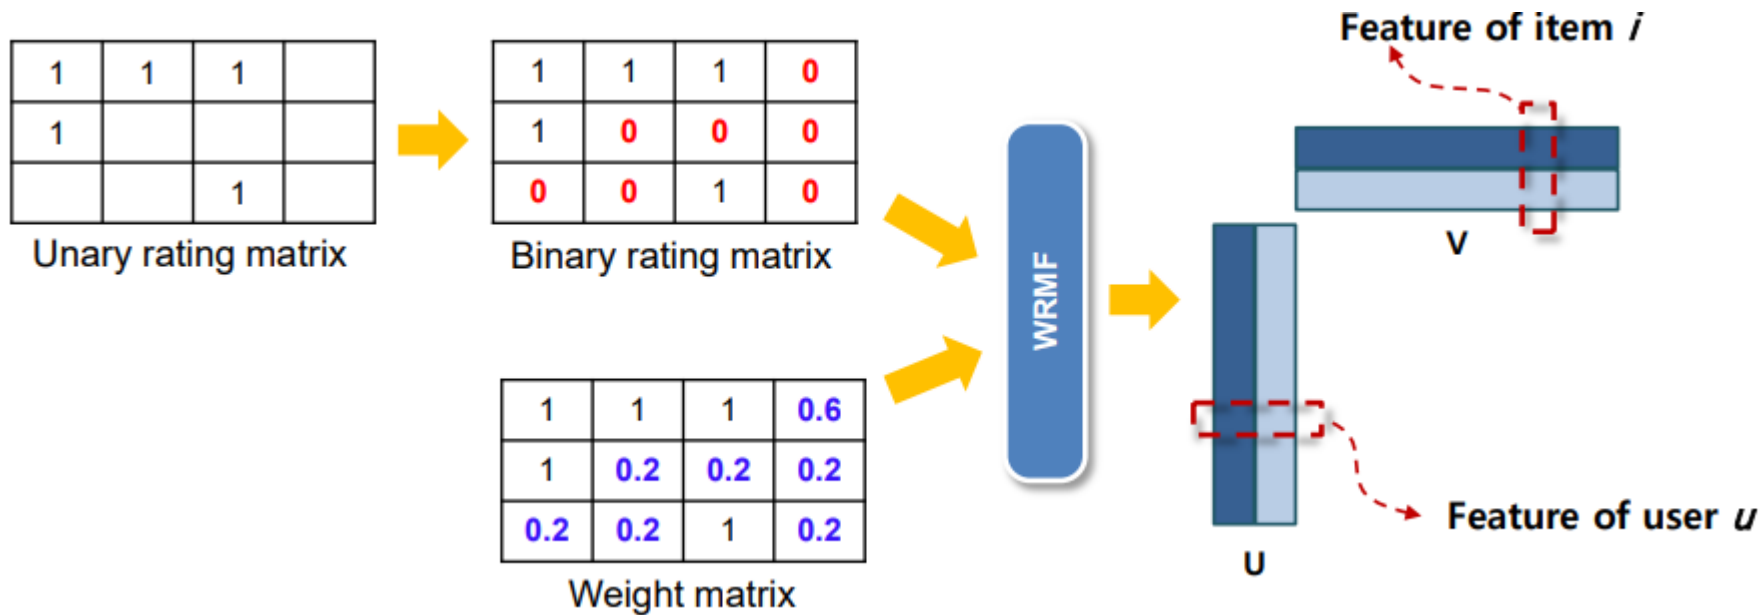 Feature of item i
1 1 1
1
1
Unary rating matrix
1 1 1 0
1 0 0 0
0 0 1 0
Binary rating matrix
1 1 1 0.6
1 0.2 0.2 0.2
0.2 0.2 1 0.2
Weight matrix
WRMF
V
U
Feature of user u